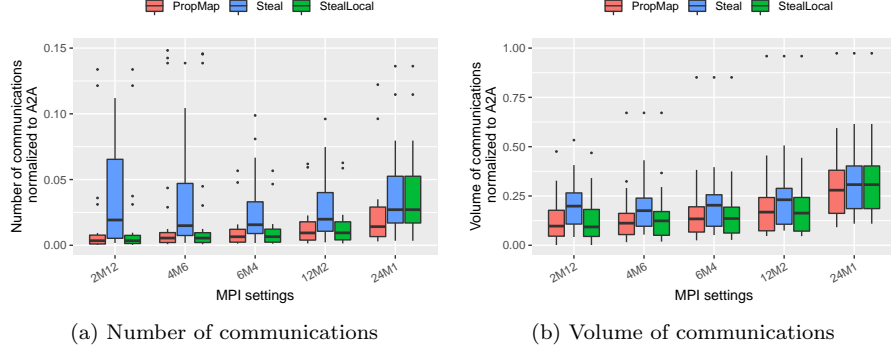 PropMap Steal StealLocal
Number of communications
normalized to A2A
0.15
0.10
0.05
0.00
2M12 4M6 6M4 12M2 24M1
MPI settings
(a) Number of communications
PropMap Steal StealLocal
Volume of communications
normalized to A2A
1.00
0.75
0.50
0.25
0.00
2M12 4M6 6M4 12M2 24M1
MPI settings
(b) Volume of communications